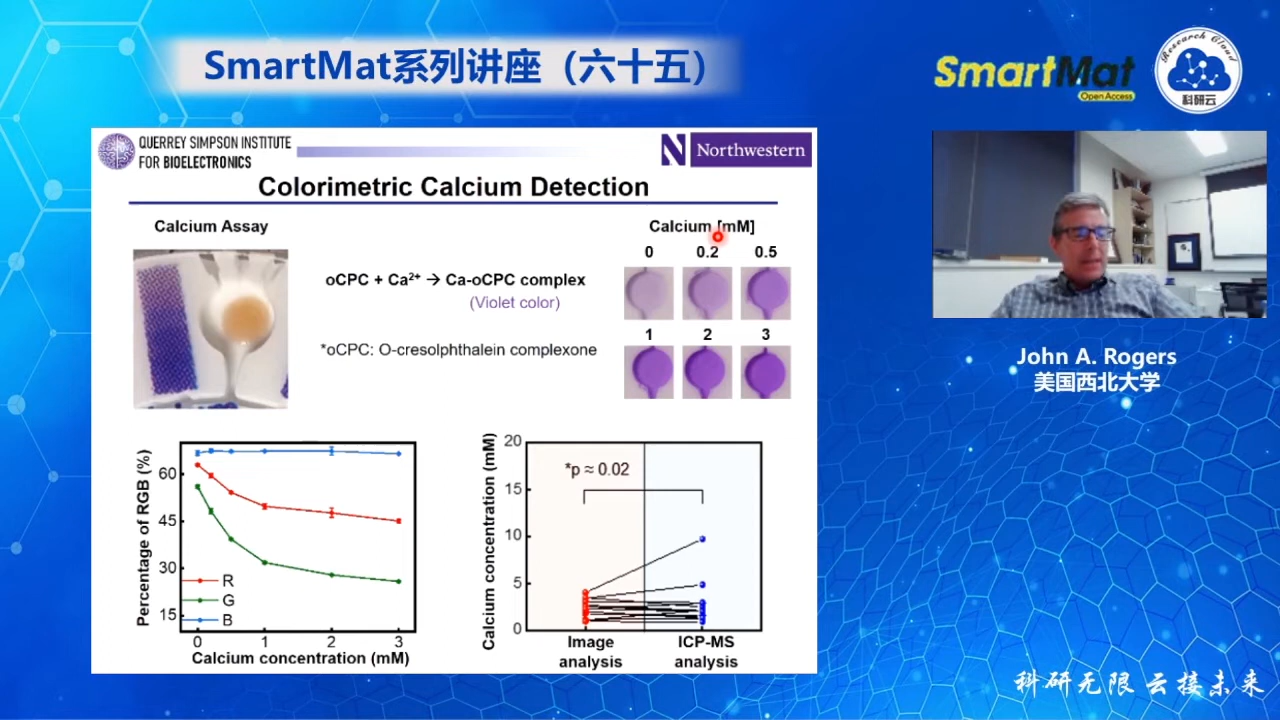 SmartMat系列讲座（六十五）
SmartMat
Open Access
Research Cloud
科研云
QUERREY SIMPSON INSTITUTE
FOR BIOELECTRONICS
N Northwestern
Colorimetric Calcium Detection
Calcium Assay
oCPC + Ca²⁺ → Ca-oCPC complex
(Violet color)
*oCPC: O-cresolphthalein complexone
Calcium [mM]
0 0.2 0.5
1 2 3
Percentage of RGB (%)
60
45
30
15
R
G
B
0 1 2 3
Calcium concentration (mM)
Calcium concentration (mM)
20
15
10
5
0
*p ≈ 0.02
Image analysis
ICP-MS analysis
John A. Rogers
美国西北大学
科研无限 云接未来